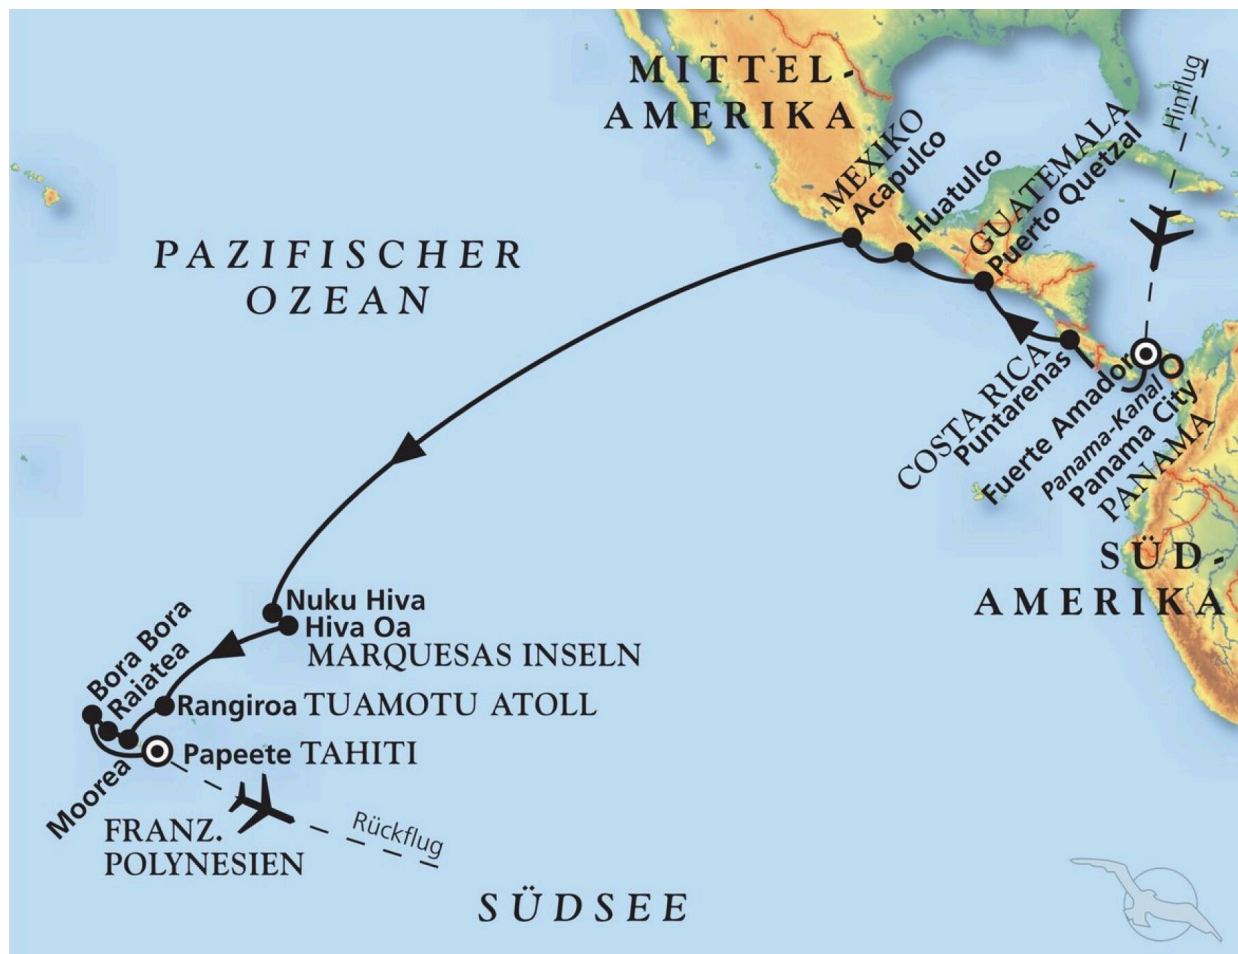 MITTEL-
AMERIKA
Hinflug
MEXIKO
Acapulco
Huatulco
GUATEMALA
Puerto Quetzal
PAZIFISCHER
OZEAN
COSTA RICA
Puntarenas
Fuerte Amador
Panama-Kanal
Panama City
PANAMA
SÜD-
AMERIKA
Nuku Hiva
Hiva Oa
MARQUESAS INSELN
Bora Bora
Raiatea
Rangiroa TUAMOTU ATOLL
Papeete TAHITI
Moorea
FRANZ.
POLYNESIEN
Rückflug
SÜDSEE